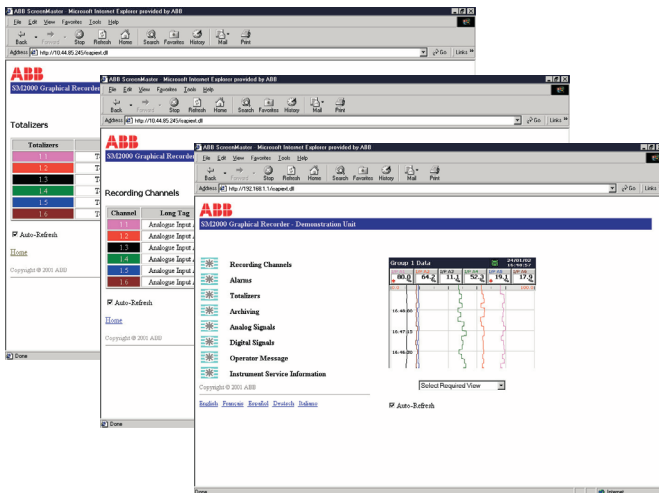 ABB ScreenMaster - Microsoft Internet Explorer provided by ABB
File Edit View Favorites Tools Help
Back Forward Stop Refresh Home Search Favorites History Mail Print
Address http://10.44.85.245/isapiext.dll Go Links
ABB
SM2000 Graphical Recorder
Totalizers
Totalizers
1.1
1.2
1.3
1.4
1.5
1.6
Auto-Refresh
Home
Copyright © 2001 ABB
Done
ABB ScreenMaster - Microsoft Internet Explorer provided by ABB
File Edit View Favorites Tools Help
Back Forward Stop Refresh Home Search Favorites History Mail Print
Address http://10.44.85.245/isapiext.dll Go Links
ABB
SM2000 Graphical Recorder
Recording Channels
Channel Long Tag
1.1 Analogue Input
1.2 Analogue Input
1.3 Analogue Input
1.4 Analogue Input
1.5 Analogue Input
1.6 Analogue Input
Auto-Refresh
Home
Copyright © 2001 ABB
Done
ABB ScreenMaster - Microsoft Internet Explorer provided by ABB
File Edit View Favorites Tools Help
Back Forward Stop Refresh Home Search Favorites History Mail Print
Address http://192.168.1.1/isapiext.dll Go Links
ABB
SM2000 Graphical Recorder - Demonstration Unit
Recording Channels
Alarms
Totalizers
Archiving
Analog Signals
Digital Signals
Operator Message
Instrument Service Information
Copyright © 2001 ABB
English Français Español Deutsch Italiano
Group 1 Data 24/01/02
16:48:57
80.0 64.2 11.1 52.3 19.1 17.9
0.0 100.0
16:47:15
Select Required View
Auto-Refresh
Done Internet